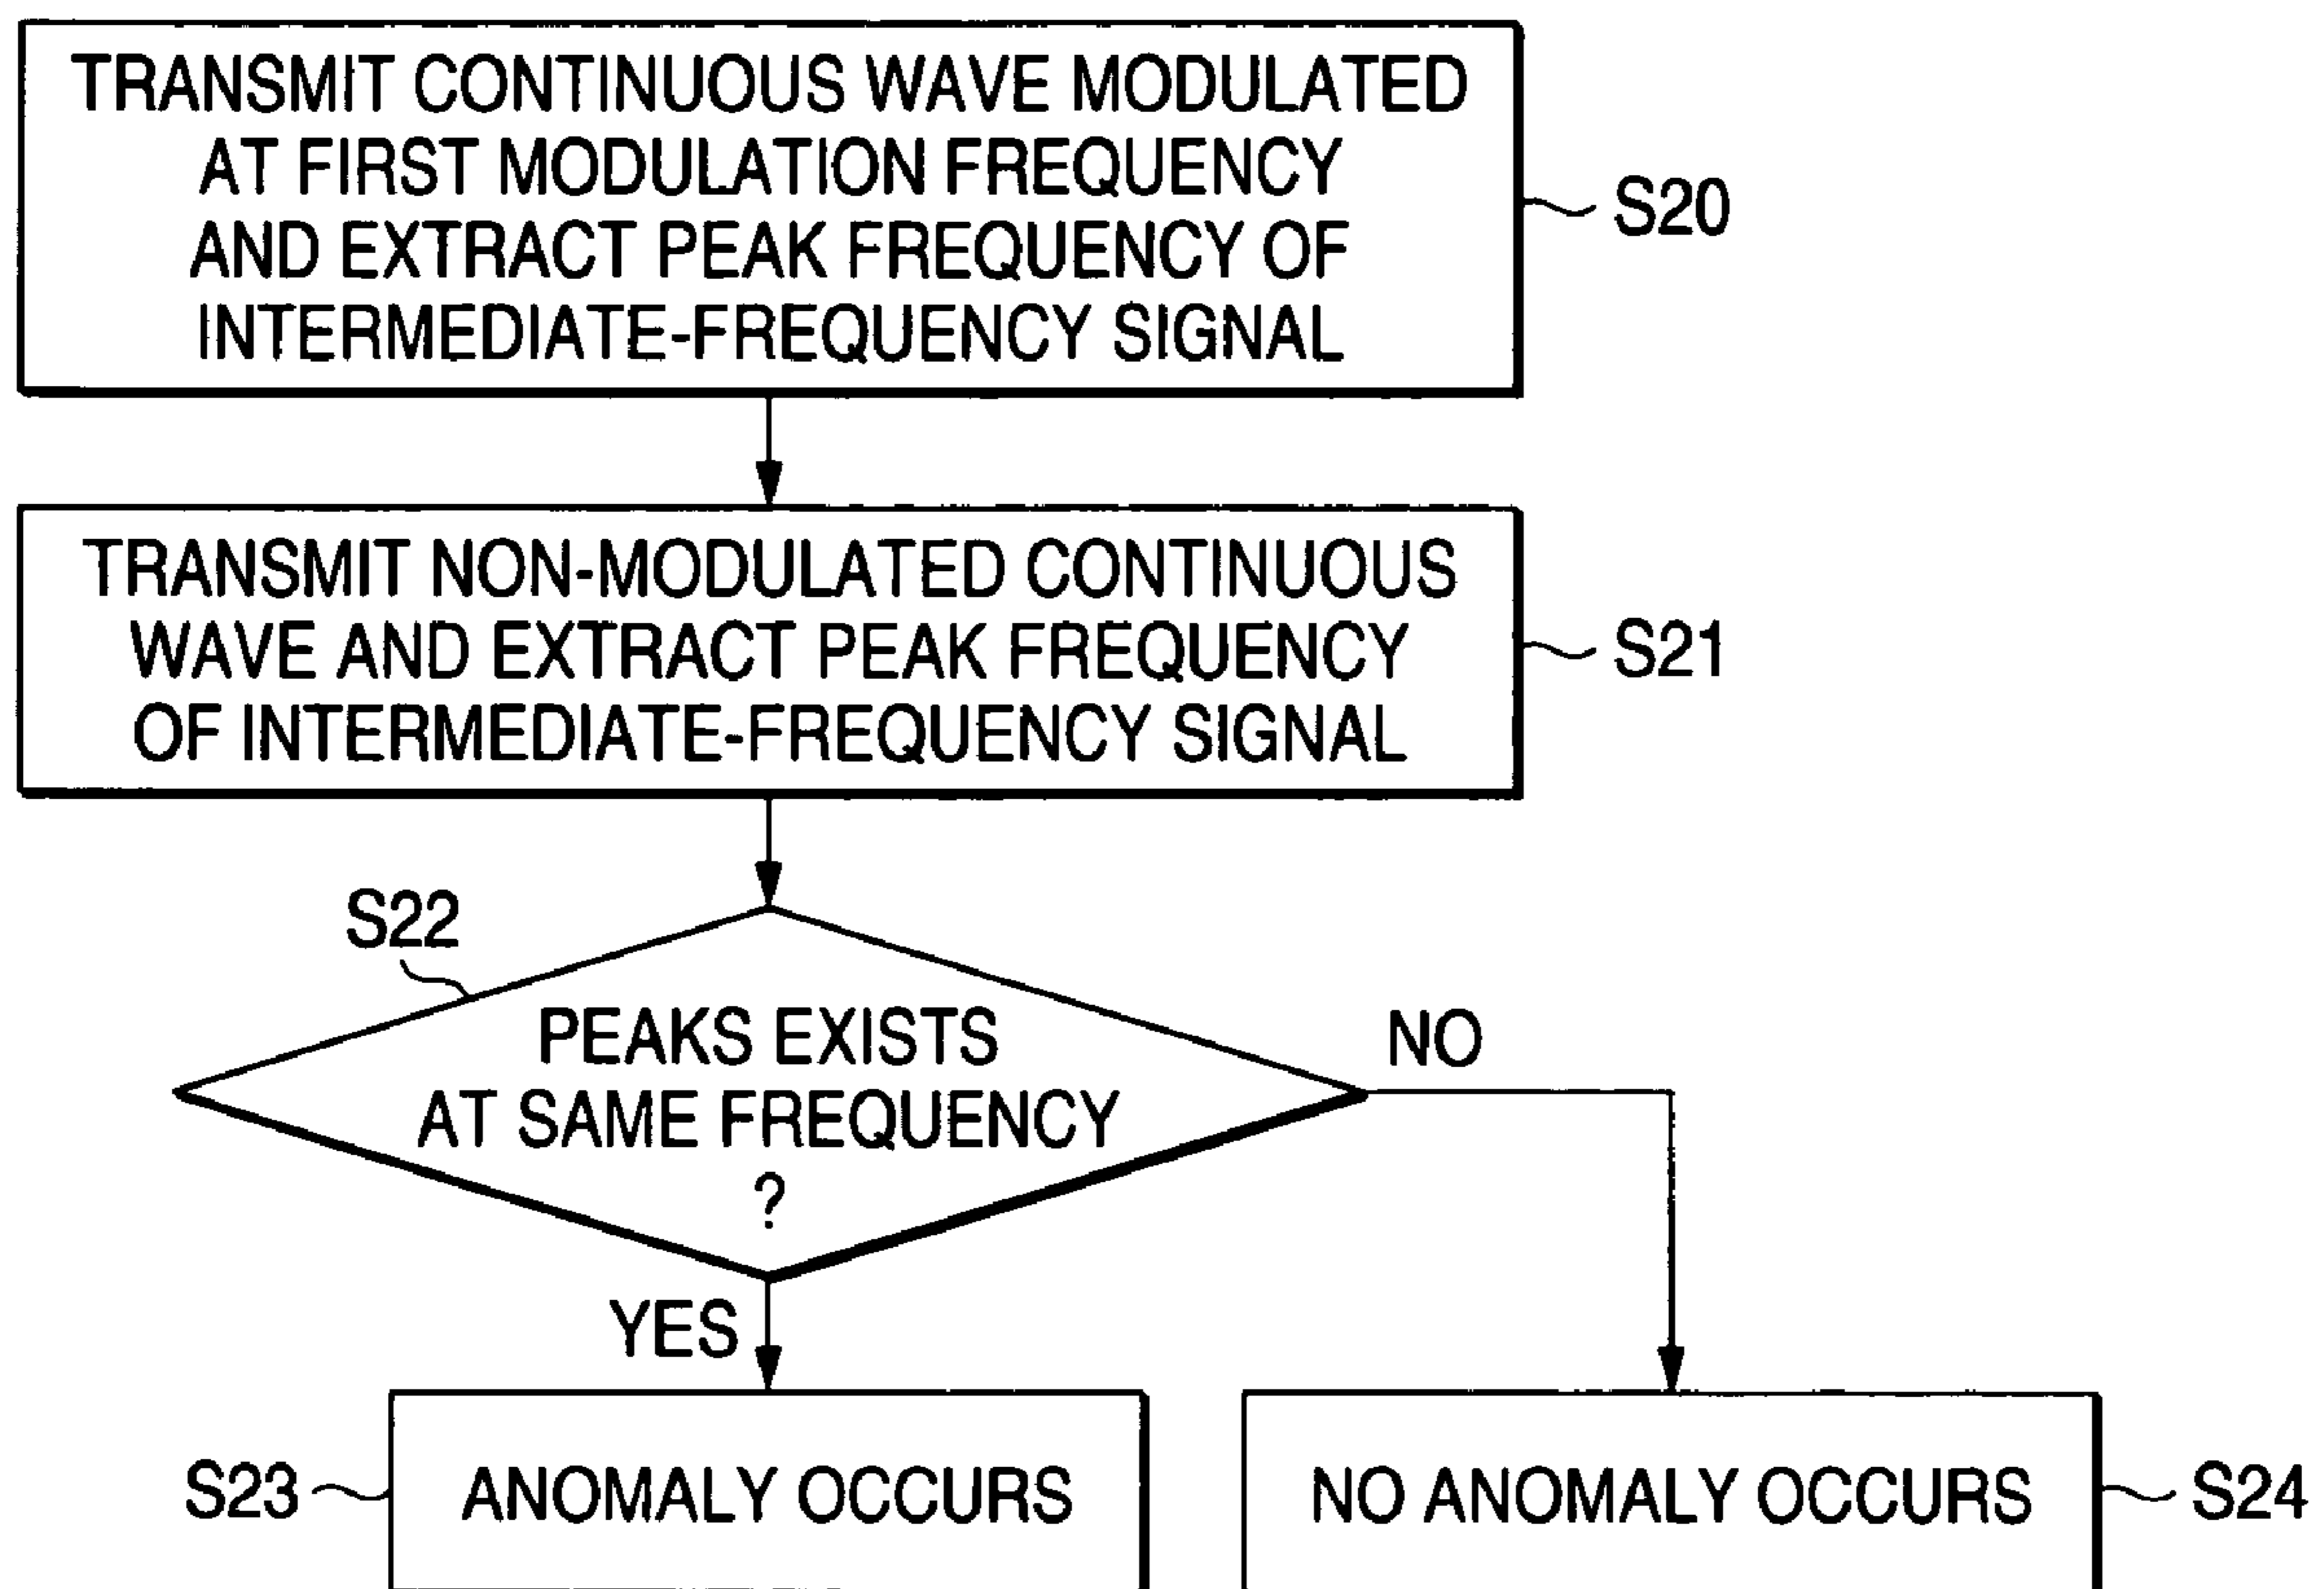 TRANSMIT CONTINUOUS WAVE MODULATED
AT FIRST MODULATION FREQUENCY
AND EXTRACT PEAK FREQUENCY OF
INTERMEDIATE-FREQUENCY SIGNAL
S20
TRANSMIT NON-MODULATED CONTINUOUS
WAVE AND EXTRACT PEAK FREQUENCY
OF INTERMEDIATE-FREQUENCY SIGNAL
S21
S22
PEAKS EXISTS
AT SAME FREQUENCY
?
NO
YES
S23
ANOMALY OCCURS
NO ANOMALY OCCURS
S24